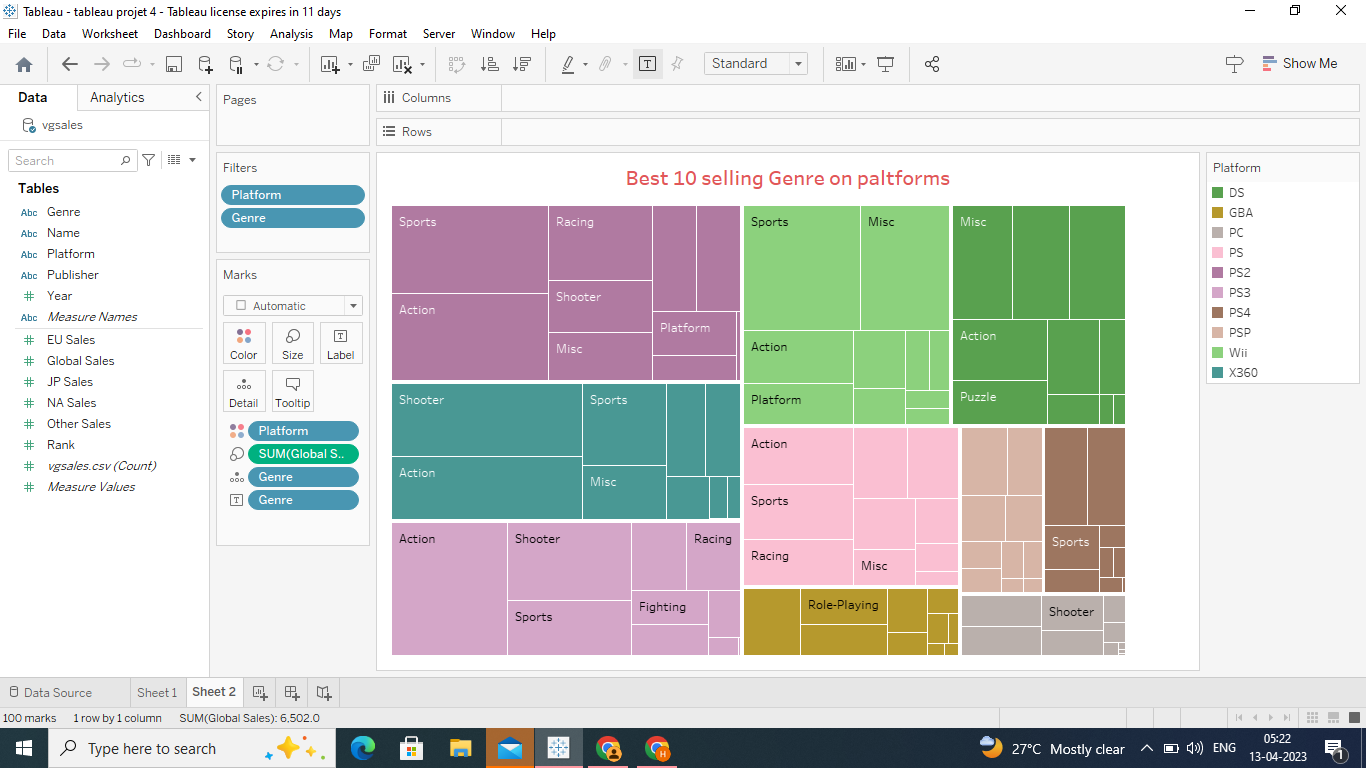 Tableau - tableau projet 4 - Tableau license expires in 11 days
File Data Worksheet Dashboard Story Analysis Map Format Server Window Help
Standard
Show Me
Data Analytics
vgsales
Search
Tables
Abc Genre
Abc Name
Abc Platform
Abc Publisher
# Year
Abc Measure Names
# EU Sales
# Global Sales
# JP Sales
# NA Sales
# Other Sales
# Rank
# vgsales.csv (Count)
# Measure Values
Pages
Filters
Platform
Genre
Marks
Automatic
Color Size Label
Detail Tooltip
Platform
SUM(Global S..
Genre
Genre
Columns
Rows
Best 10 selling Genre on paltforms
Sports
Racing
Action
Shooter
Misc
Platform
Shooter
Sports
Action
Misc
Action
Shooter
Racing
Sports
Fighting
Sports
Misc
Action
Platform
Misc
Action
Puzzle
Action
Sports
Racing
Misc
Role-Playing
Sports
Shooter
Platform
DS
GBA
PC
PS
PS2
PS3
PS4
PSP
Wii
X360
Data Source Sheet 1 Sheet 2
100 marks 1 row by 1 column SUM(Global Sales): 6,502.0
Type here to search
H
27°C Mostly clear
ENG
05:22
13-04-2023
1